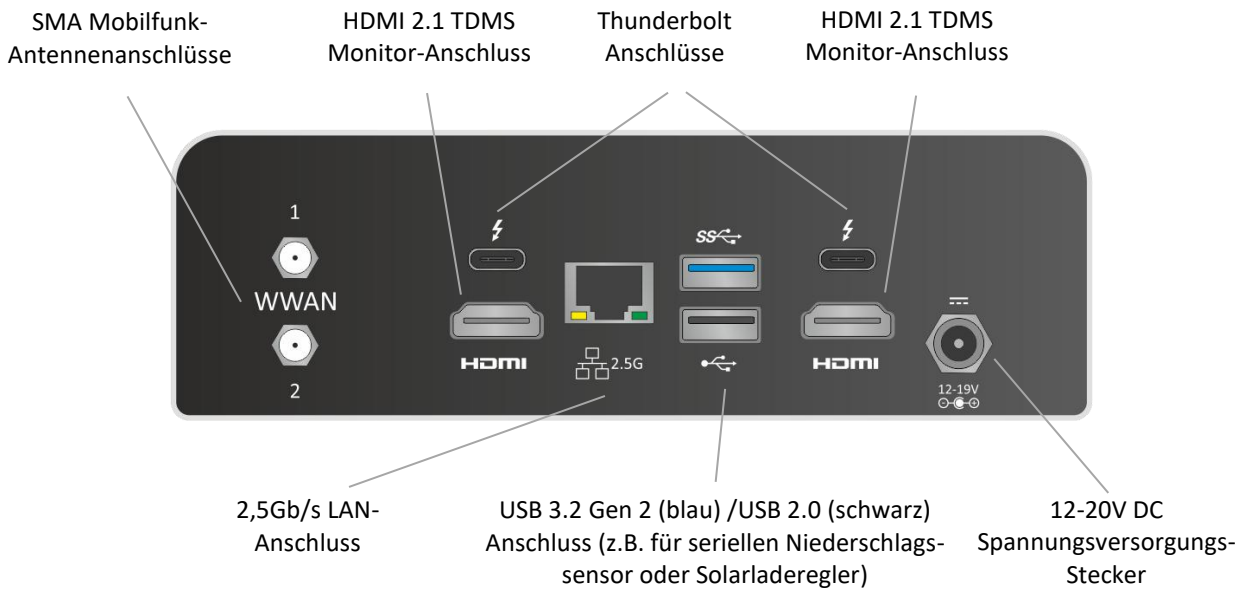 SMA Mobilfunk-
Antennenanschlüsse
HDMI 2.1 TDMS
Monitor-Anschluss
Thunderbolt
Anschlüsse
HDMI 2.1 TDMS
Monitor-Anschluss
1
WWAN
2
HDMI
2.5G
SS
HDMI
12-19V
2,5Gb/s LAN-
Anschluss
USB 3.2 Gen 2 (blau) /USB 2.0 (schwarz)
Anschluss (z.B. für seriellen Niederschlags-
sensor oder Solarladeregler)
12-20V DC
Spannungsversorgungs-
Stecker